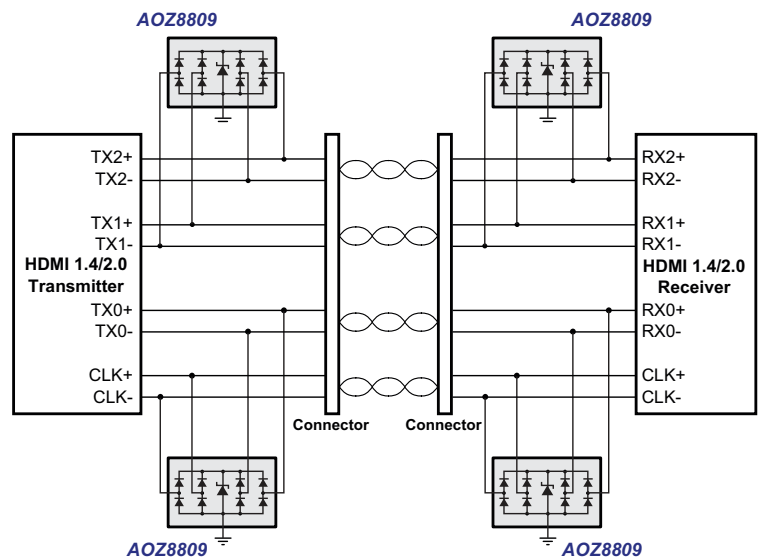 AOZ8809
AOZ8809
TX2+
TX2-
TX1+
TX1-
HDMI 1.4/2.0
Transmitter
TX0+
TX0-
CLK+
CLK-
RX2+
RX2-
RX1+
RX1-
HDMI 1.4/2.0
Receiver
RX0+
RX0-
CLK+
CLK-
Connector
Connector
AOZ8809
AOZ8809